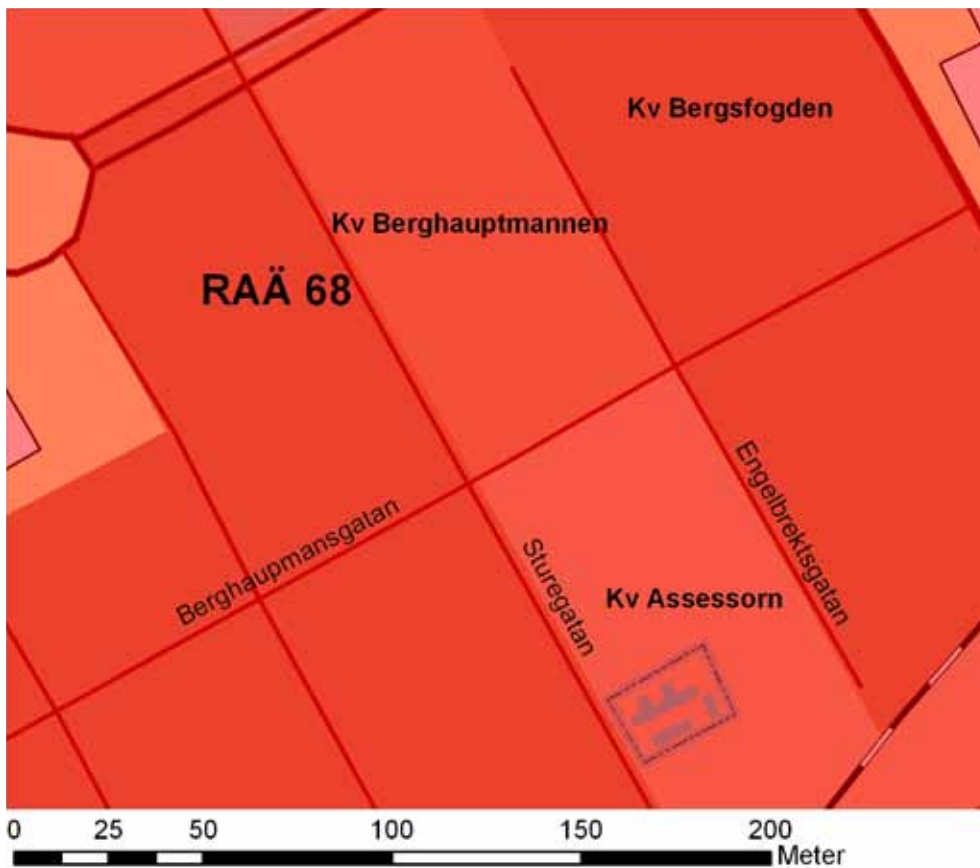 Kv Bergsfogden
Kv Berghauptmannen
RAÄ 68
Berghaupmansgatan
Engelbrektsgatan
Sturegatan
Kv Assessorn
0 25 50 100 150 200
Meter